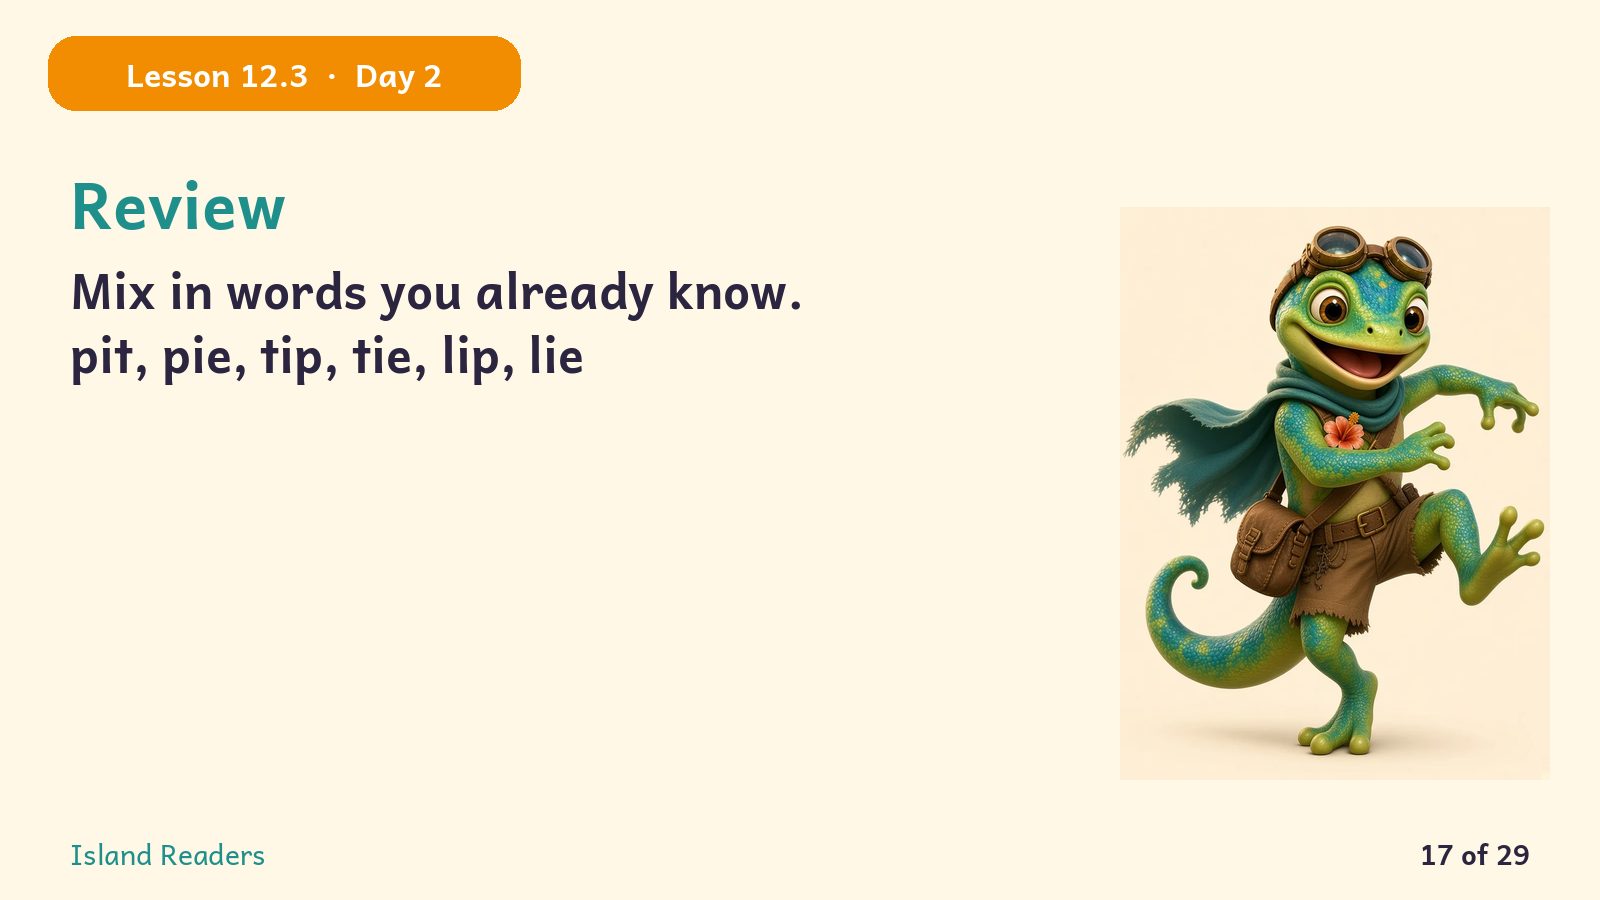 Lesson 12.3 · Day 2
Review
Mix in words you already know.
pit, pie, tip, tie, lip, lie
Island Readers
17 of 29